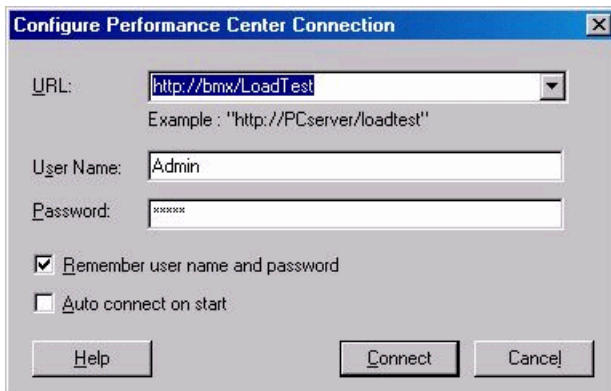 Configure Performance Center Connection
URL: http://bmx/LoadTest
Example : "http://PCserver/loadtest"
User Name: Admin
Password: *****
Remember user name and password
Auto connect on start
Help Connect Cancel